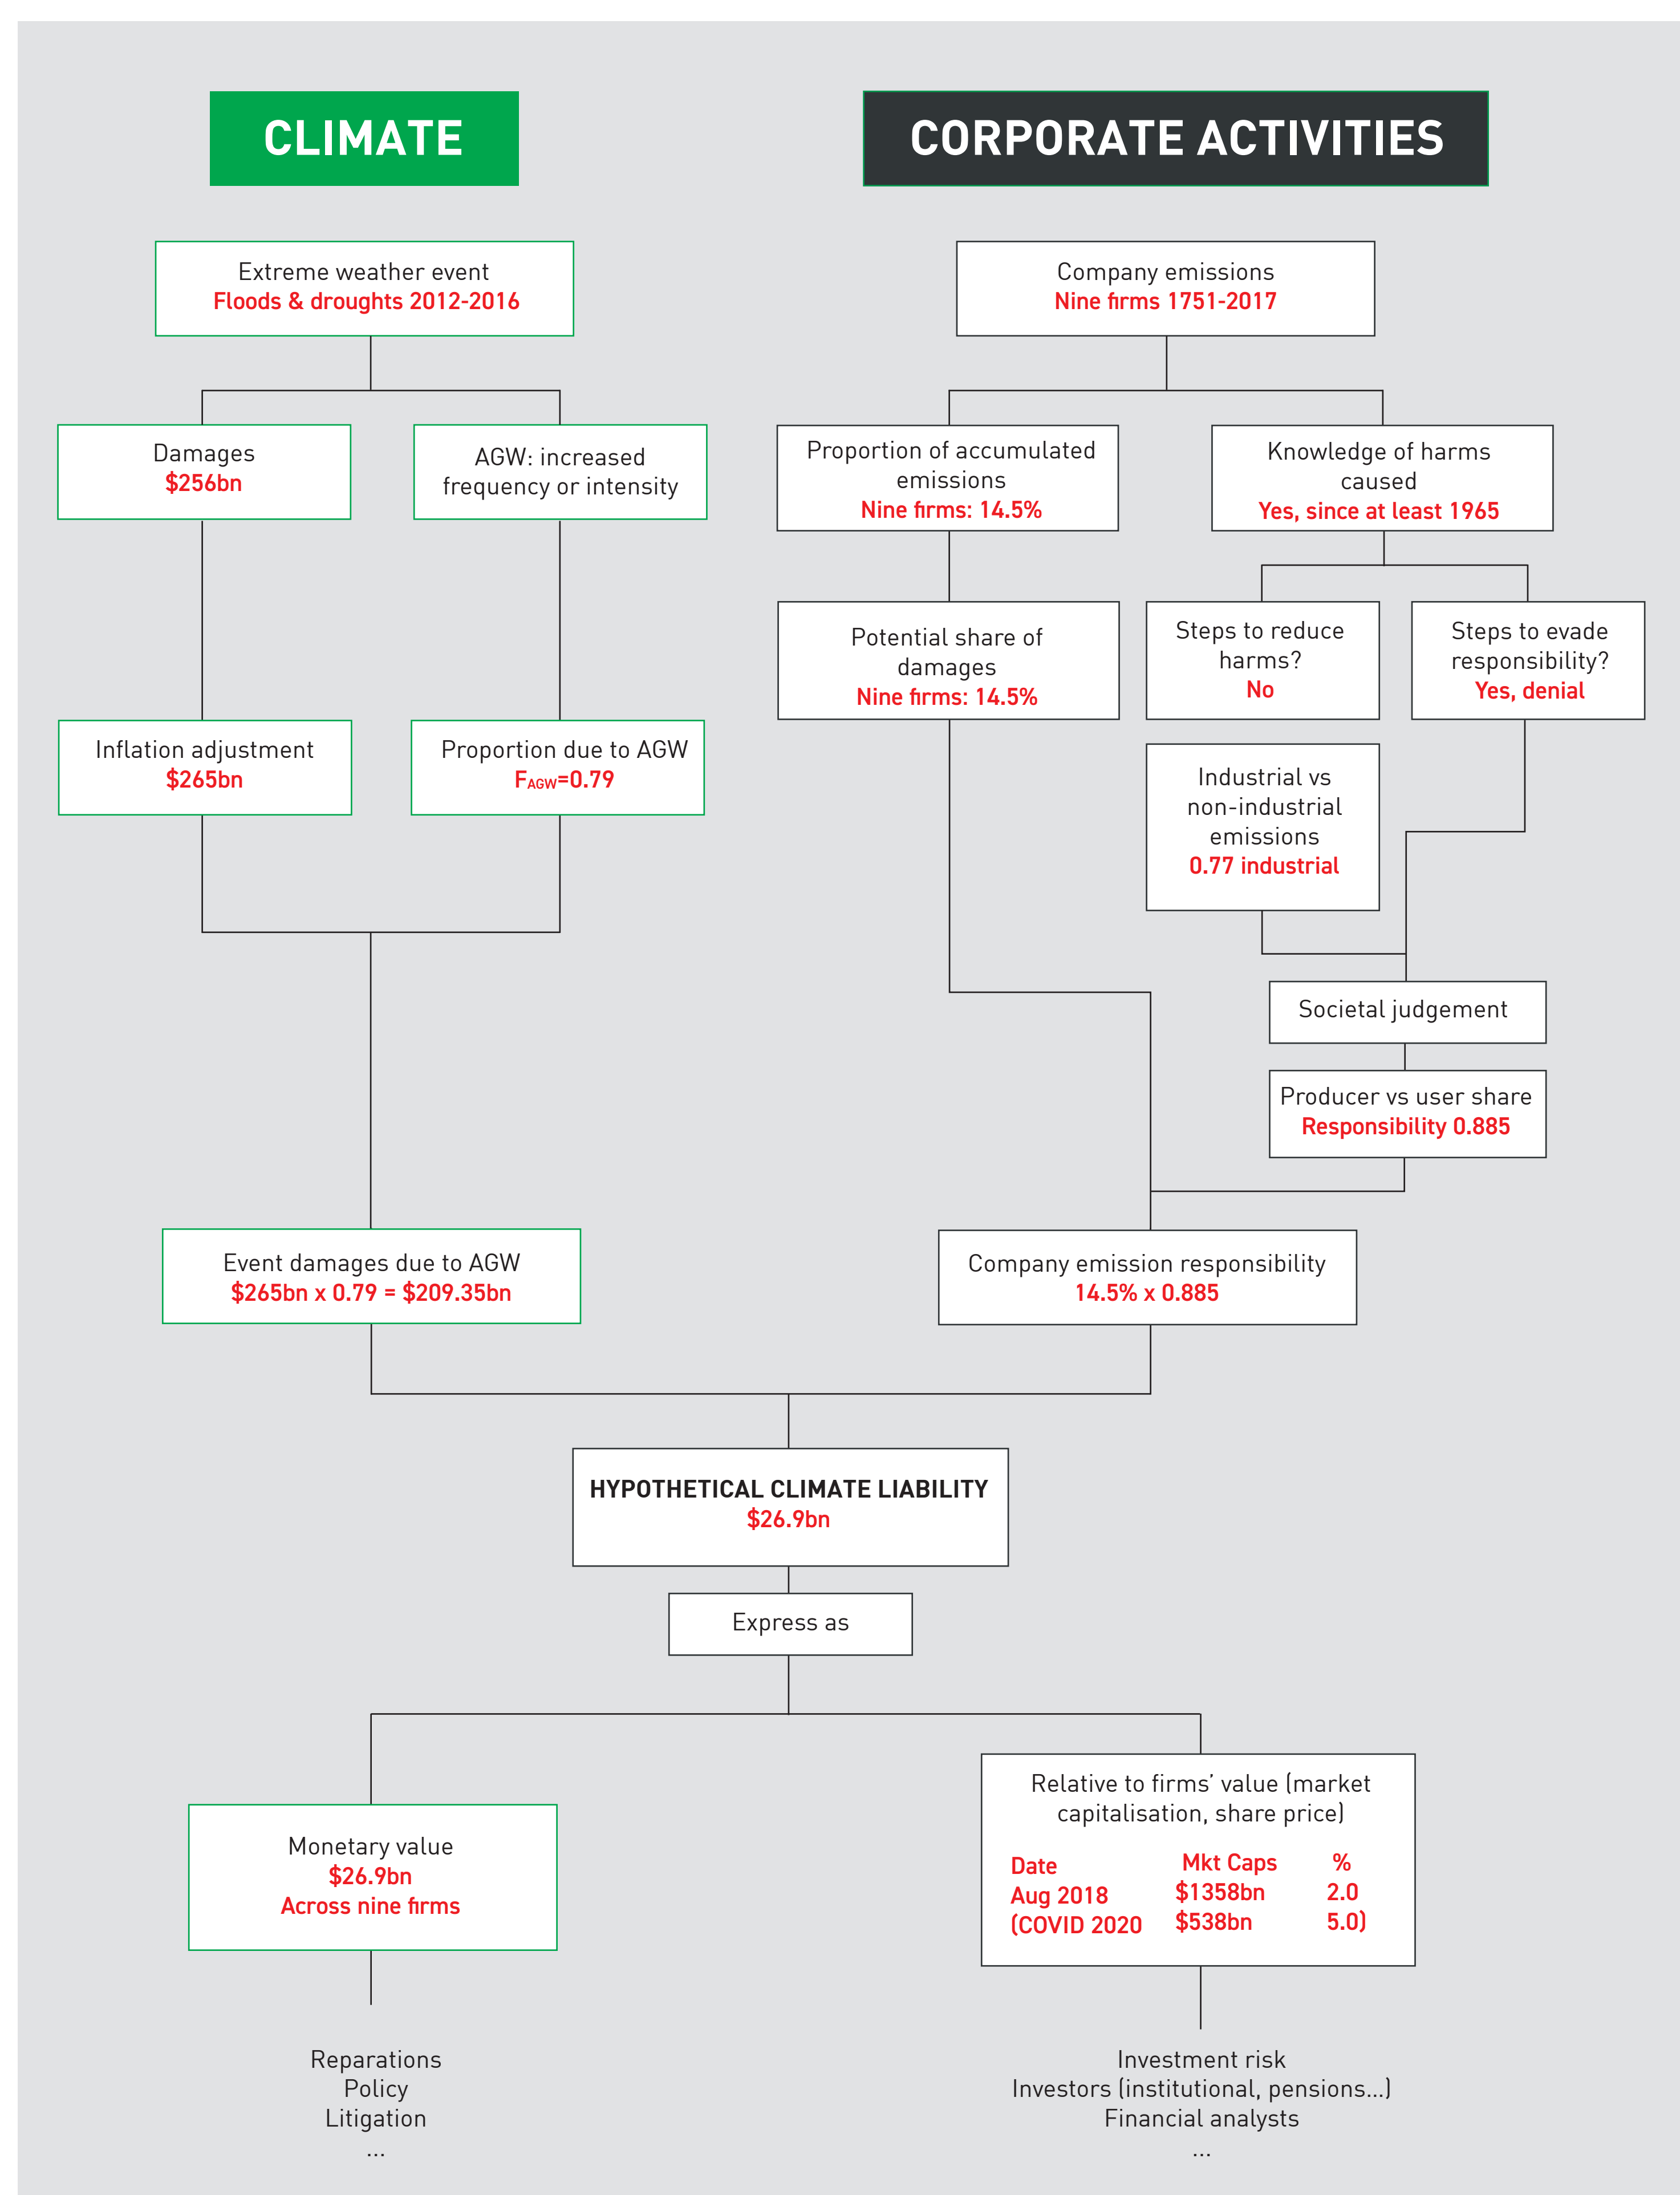 CLIMATE
CORPORATE ACTIVITIES
Extreme weather event
Floods & droughts 2012-2016
Company emissions
Nine firms 1751-2017
Damages
$256bn
AGW: increased
frequency or intensity
Proportion of accumulated
emissions
Nine firms: 14.5%
Knowledge of harms
caused
Yes, since at least 1965
Potential share of
damages
Nine firms: 14.5%
Steps to reduce
harms?
No
Steps to evade
responsibility?
Yes, denial
Inflation adjustment
$265bn
Proportion due to AGW
FAGW=0.79
Industrial vs
non-industrial
emissions
0.77 industrial
Societal judgement
Producer vs user share
Responsibility 0.885
Event damages due to AGW
$265bn x 0.79 = $209.35bn
Company emission responsibility
14.5% x 0.885
HYPOTHETICAL CLIMATE LIABILITY
$26.9bn
Express as
Monetary value
$26.9bn
Across nine firms
Relative to firms’ value (market
capitalisation, share price)
Date Mkt Caps %
Aug 2018 $1358bn 2.0
(COVID 2020 $538bn 5.0)
Reparations
Policy
Litigation
...
Investment risk
Investors (institutional, pensions...)
Financial analysts
...